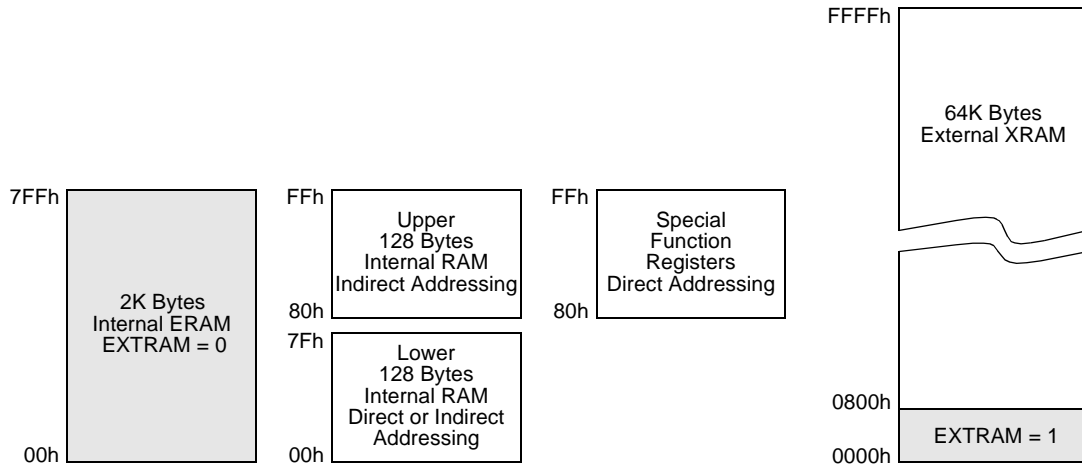 FFFFh
64K Bytes
External XRAM
7FFh
FFh
FFh
Upper
128 Bytes
Internal RAM
Indirect Addressing
Special
Function
Registers
Direct Addressing
2K Bytes
Internal ERAM
EXTRAM = 0
80h
80h
7Fh
Lower
128 Bytes
Internal RAM
Direct or Indirect
Addressing
0800h
EXTRAM = 1
00h
00h
0000h